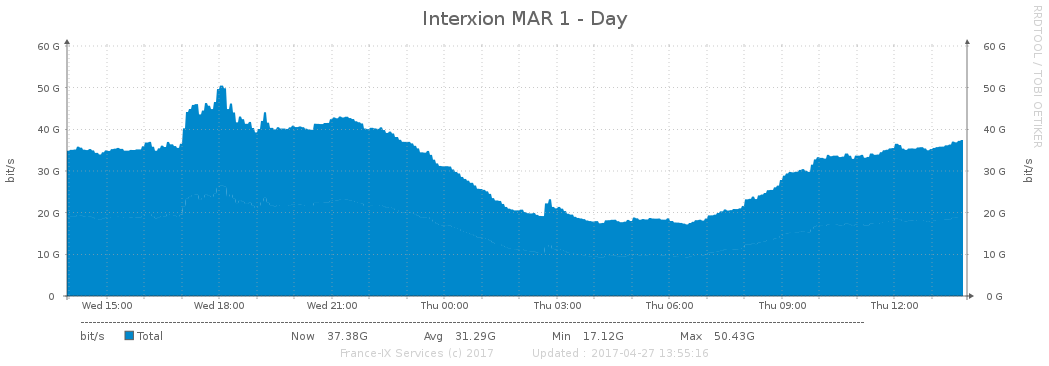 Interxion MAR 1 - Day
RRDTOOL / TOBI OETIKER
60 G 60 G
50 G 50 G
40 G 40 G
30 G 30 G
20 G 20 G
10 G 10 G
0 0 G
bit/s bit/s
Wed 15:00 Wed 18:00 Wed 21:00 Thu 00:00 Thu 03:00 Thu 06:00 Thu 09:00 Thu 12:00
bit/s Total Now 37.38G Avg 31.29G Min 17.12G Max 50.43G
France-IX Services (c) 2017 Updated : 2017-04-27 13:55:16